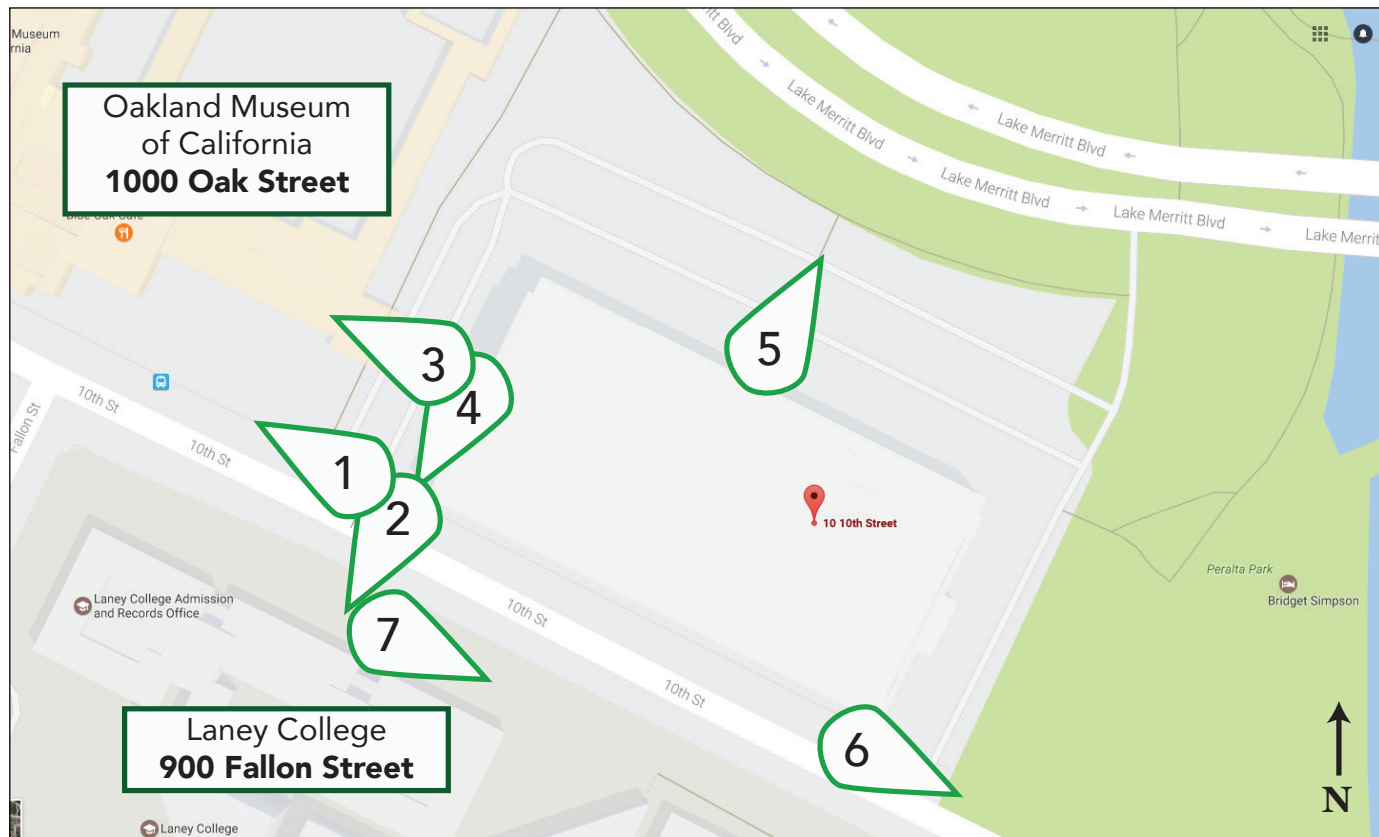 Museum
rnia
Oakland Museum
of California
1000 Oak Street
Merritt Blvd
Lake Merritt Blvd
Lake Merritt Blvd
Lake Merritt Blvd
Lake Merritt Blvd
Lake Merrit
3
4
5
Fallon St
10th St
10th St
1
2
10 10th Street
Peralta Park
Bridget Simpson
Laney College Admission
and Records Office
7
10th St
10th St
6
Laney College
900 Fallon Street
Laney College
N